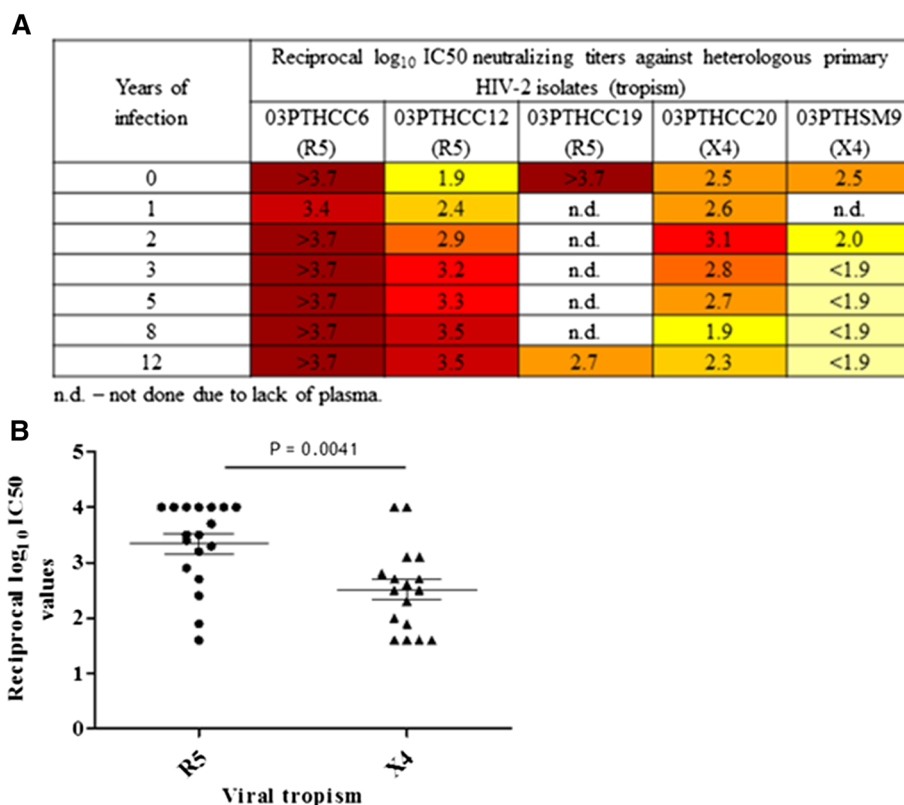 A
Years of infection
Reciprocal log10 IC50 neutralizing titers against heterologous primary
HIV-2 isolates (tropism)
03PTHCC6 (R5) 03PTHCC12 (R5) 03PTHCC19 (R5) 03PTHCC20 (X4) 03PTHSM9 (X4)
0 >3.7 1.9 >3.7 2.5 2.5
1 3.4 2.4 n.d. 2.6 n.d.
2 >3.7 2.9 n.d. 3.1 2.0
3 >3.7 3.2 n.d. 2.8 <1.9
5 >3.7 3.3 n.d. 2.7 <1.9
8 >3.7 3.5 n.d. 1.9 <1.9
12 >3.7 3.5 2.7 2.3 <1.9
n.d. – not done due to lack of plasma.
B
P = 0.0041
Reciprocal log10 IC50
values
5
4
3
2
1
0
R5
X4
Viral tropism